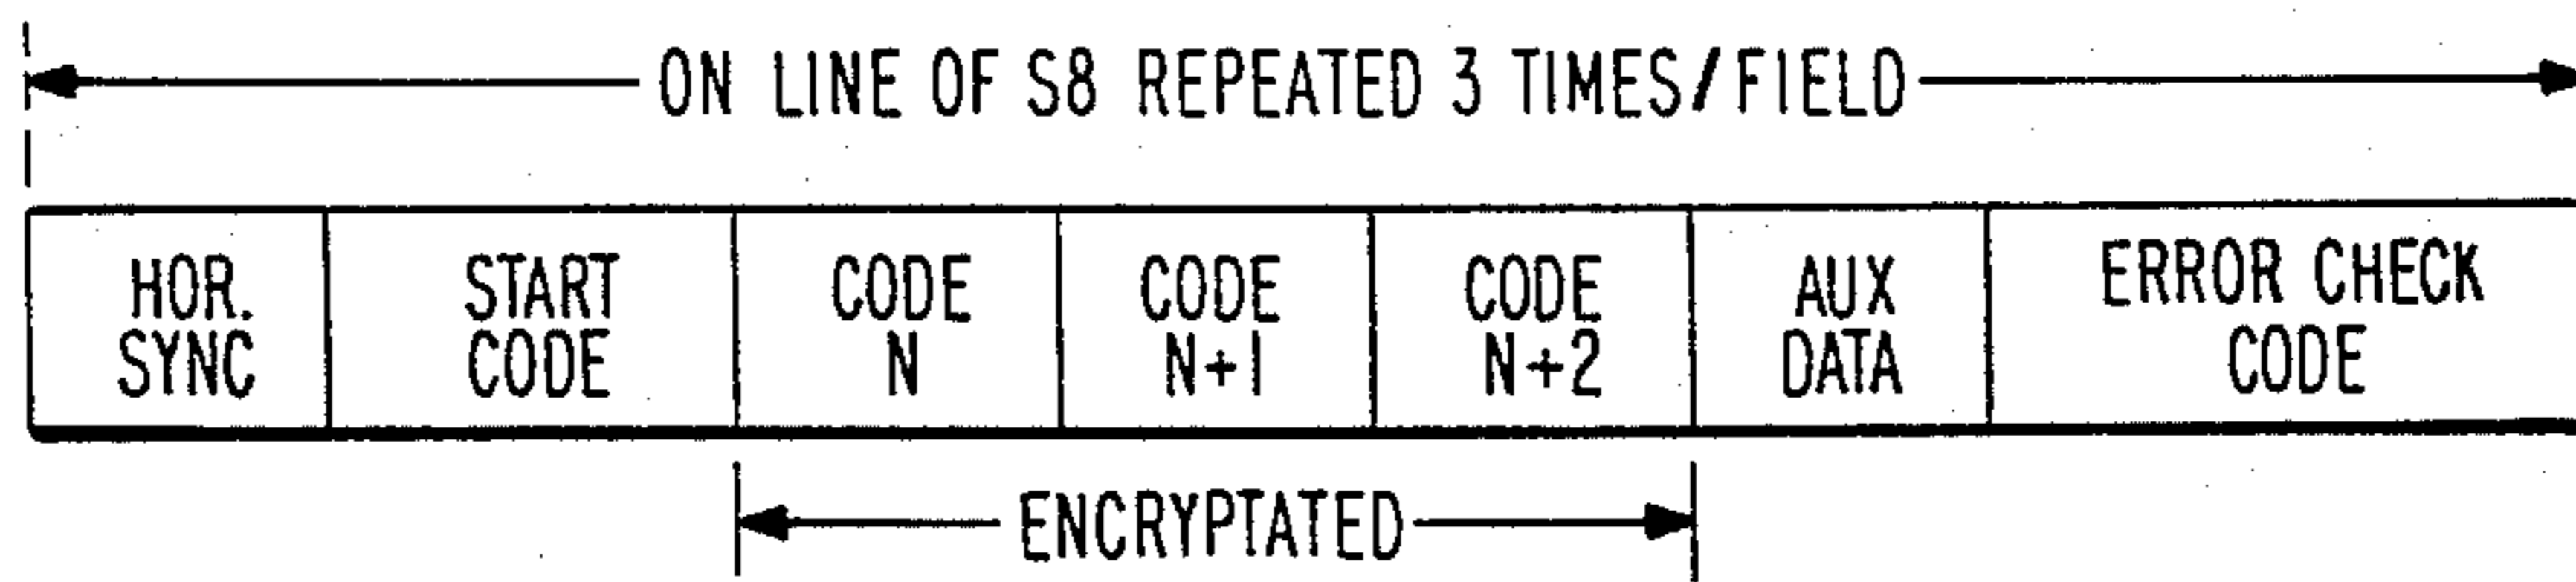 ON LINE OF S8 REPEATED 3 TIMES/FIELD
HOR. SYNC
START CODE
CODE N
CODE N+1
CODE N+2
AUX DATA
ERROR CHECK CODE
ENCRYPTATED